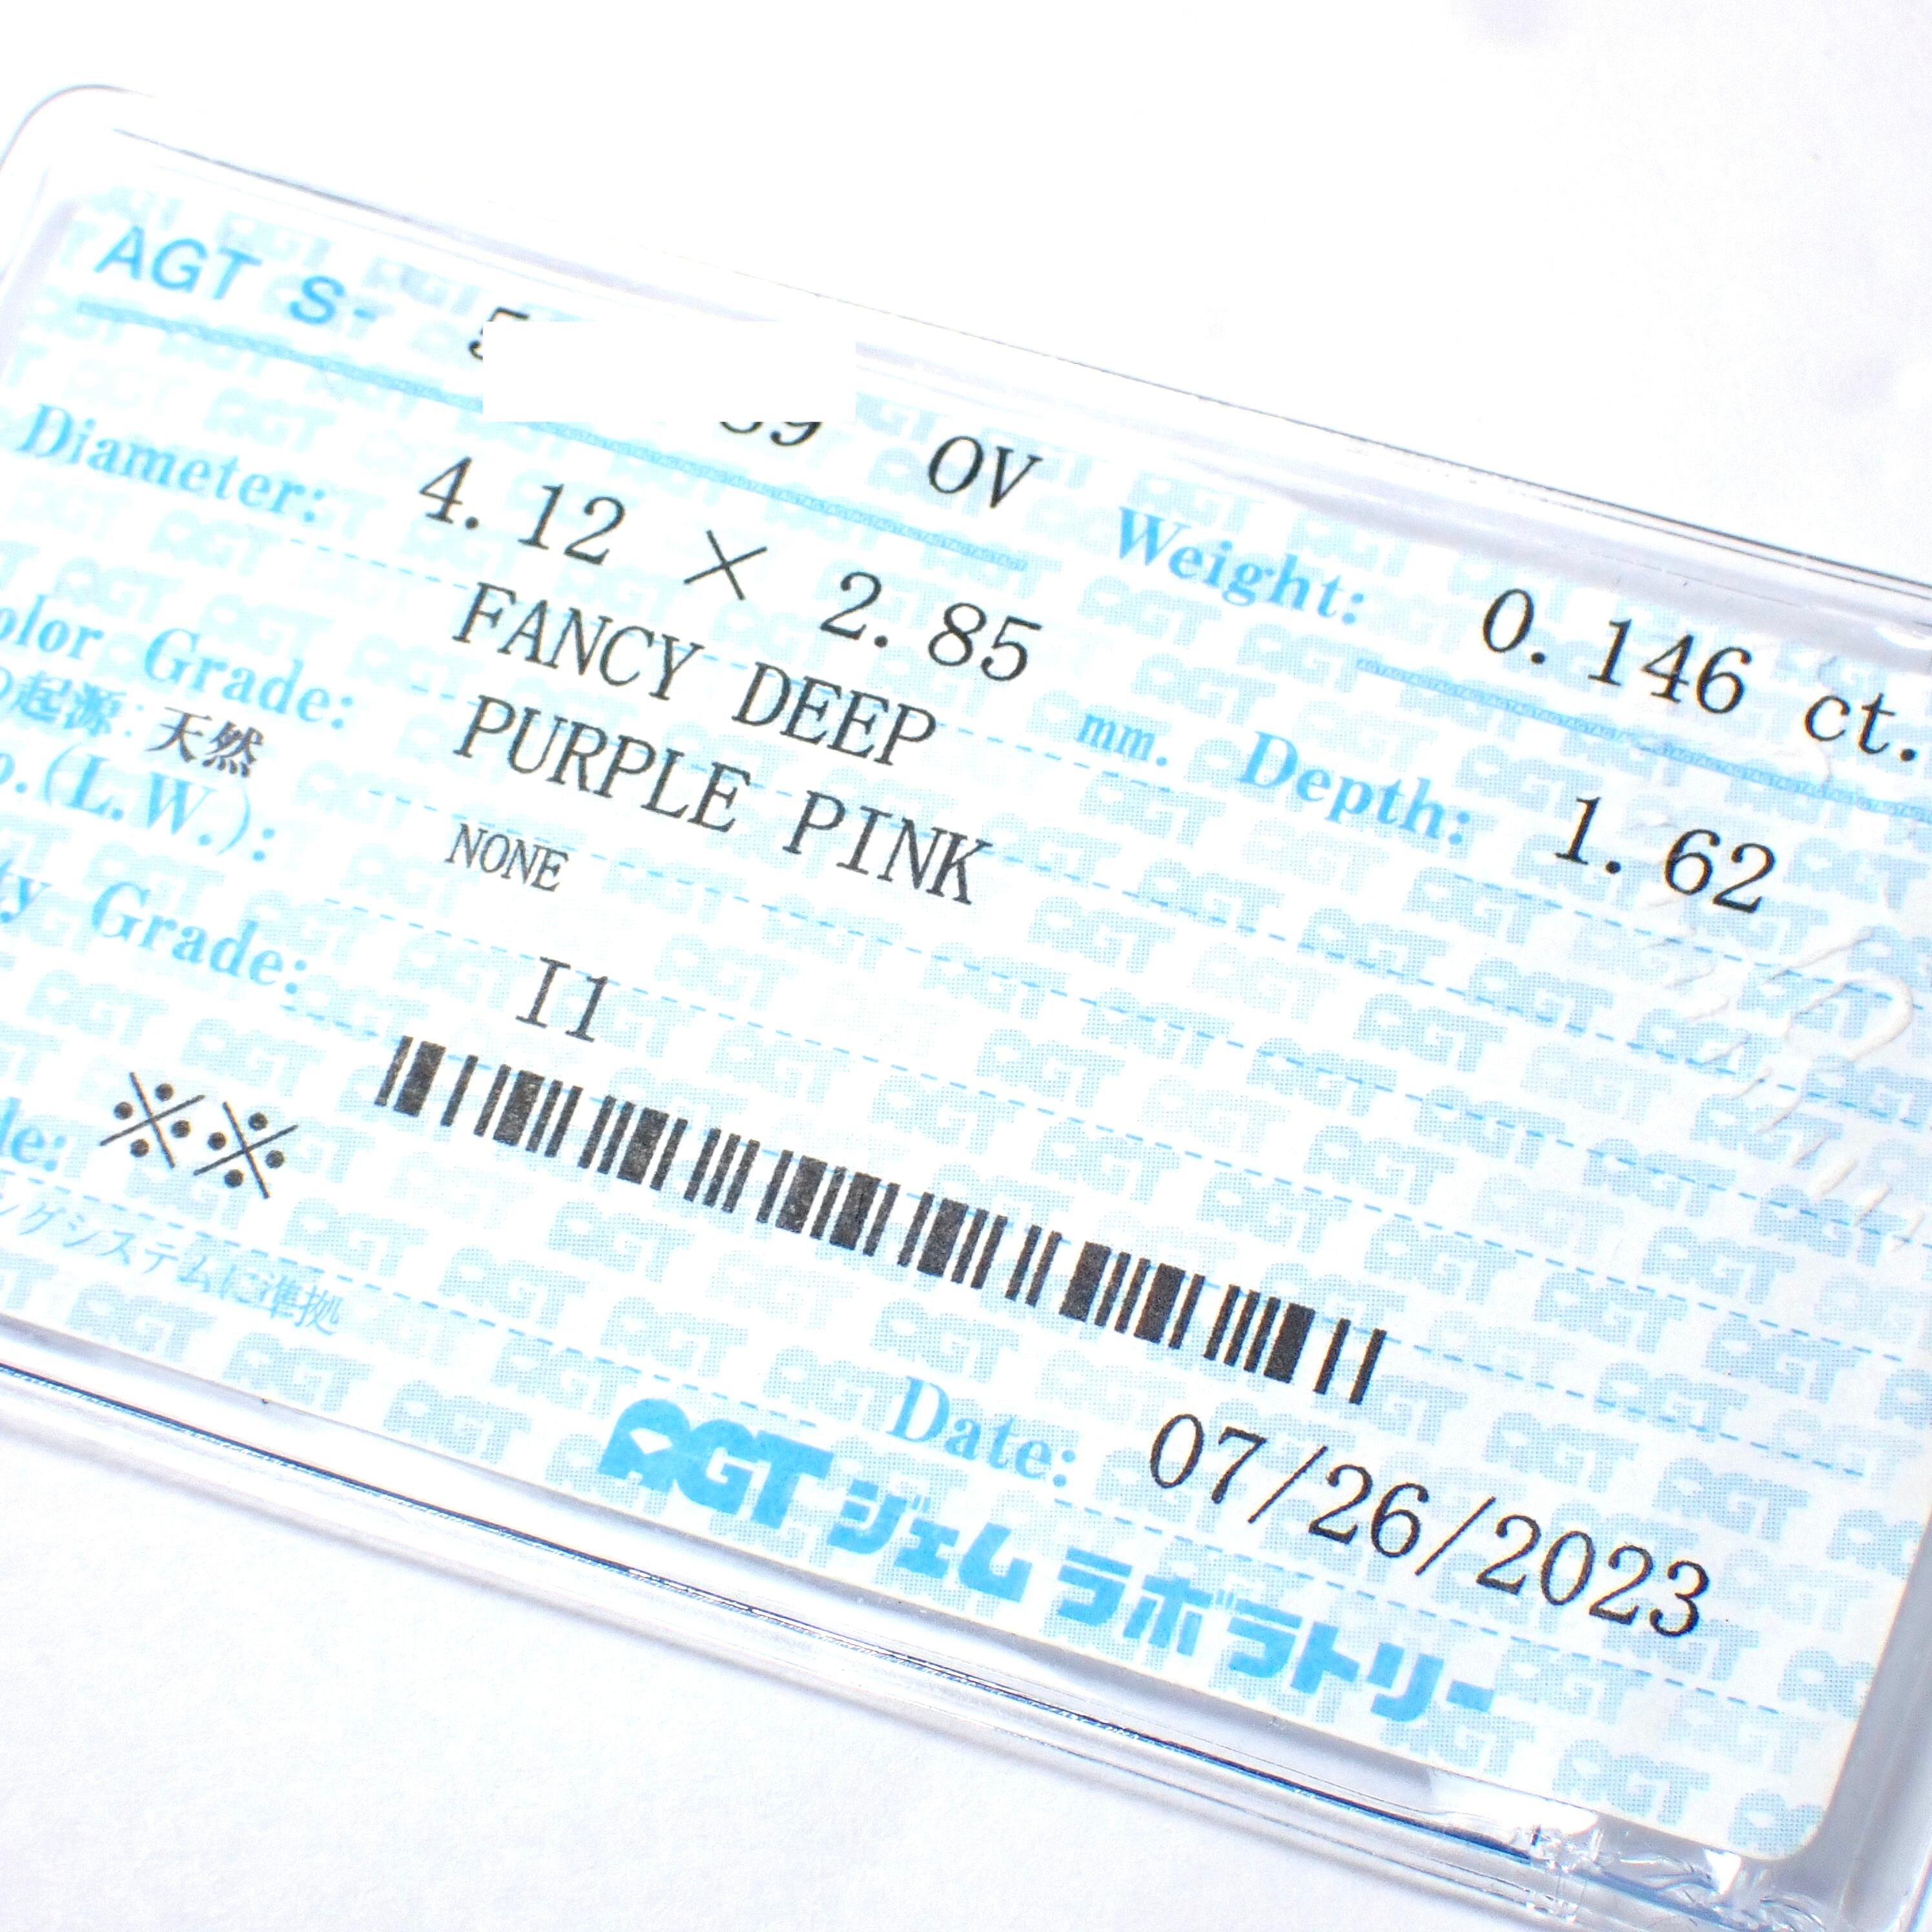 AGT S- 5 39 OV Weight: 0.146 ct.
Diameter: 4.12 × 2.85 mm. Depth: 1.62
olor Grade: FANCY DEEP
の起源: 天然 PURPLE PINK
o.(L.W.): NONE
ty Grade: I1
de: ※※
ングシステムに準拠
Date: 07/26/2023
AGT ジェム ラボラトリー